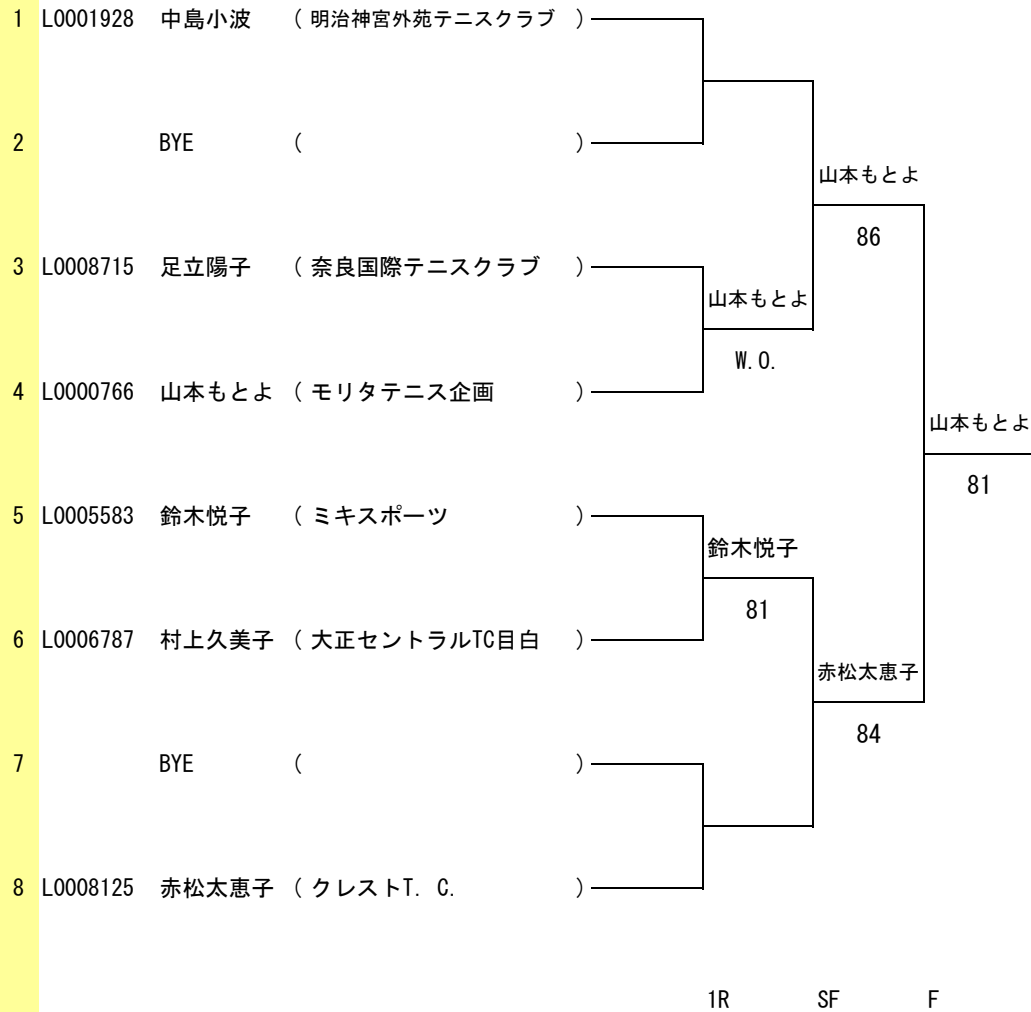 1 L0001928 中島小波 ( 明治神宮外苑テニスクラブ )
2 BYE ( )
山本もとよ
86
3 L0008715 足立陽子 ( 奈良国際テニスクラブ )
山本もとよ
W.O.
4 L0000766 山本もとよ ( モリタテニス企画 )
山本もとよ
81
5 L0005583 鈴木悦子 ( ミキスポーツ )
鈴木悦子
81
6 L0006787 村上久美子 ( 大正セントラルTC目白 )
赤松太恵子
84
7 BYE ( )
8 L0008125 赤松太恵子 ( クレストT. C. )
1R SF F